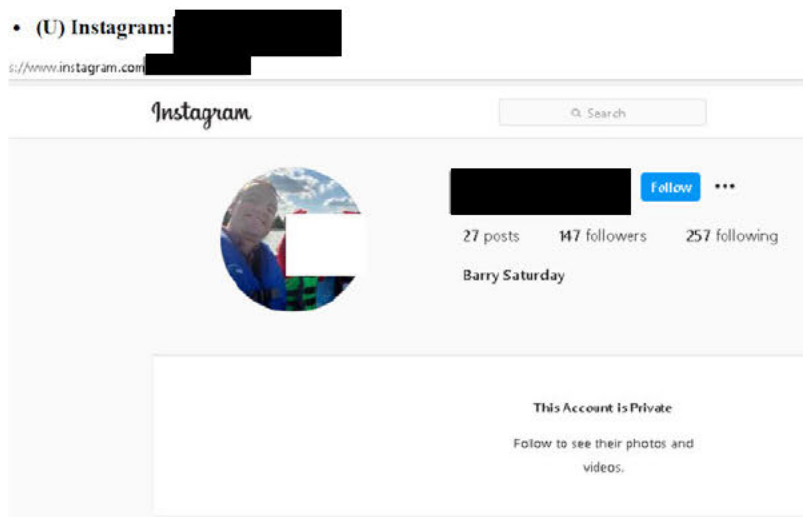 • (U) Instagram:
s://www.instagram.com
Instagram
Search
Follow •••
27 posts 147 followers 257 following
Barry Saturday
This Account is Private
Follow to see their photos and
videos.